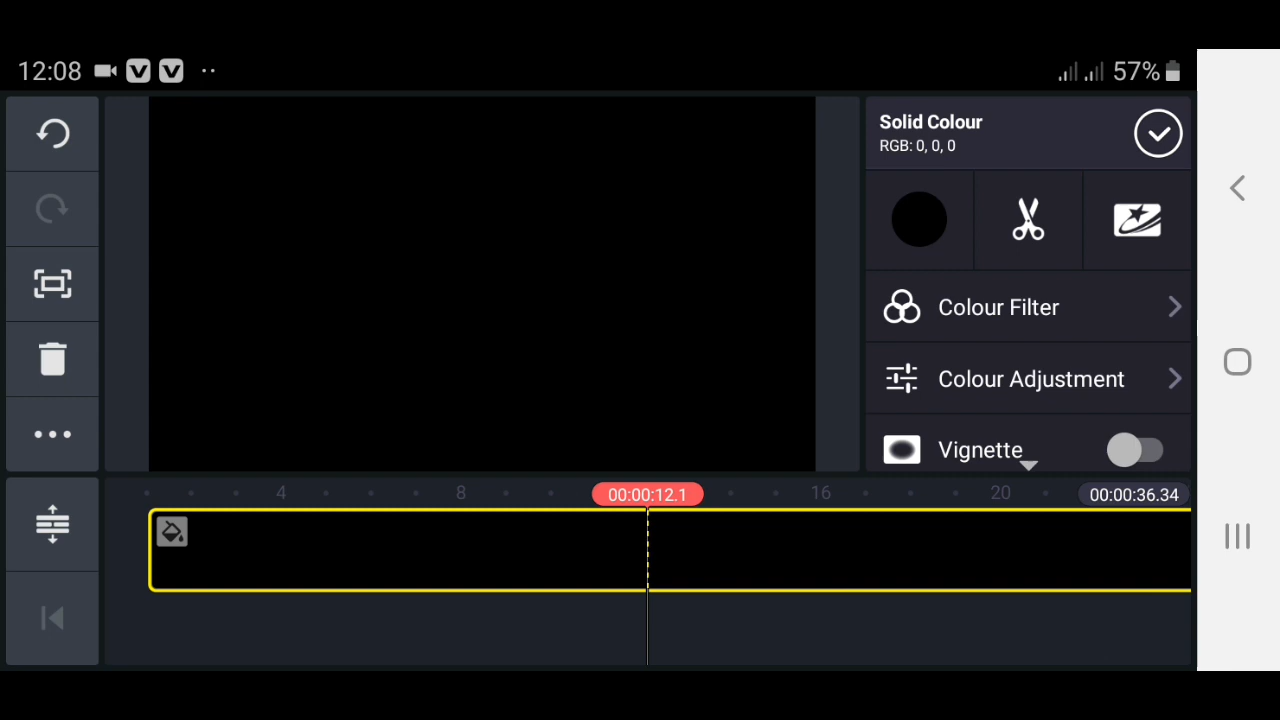 12:08
57%
Solid Colour
RGB: 0, 0, 0
Colour Filter
Colour Adjustment
Vignette
4
8
00:00:12.1
16
20
00:00:36.34